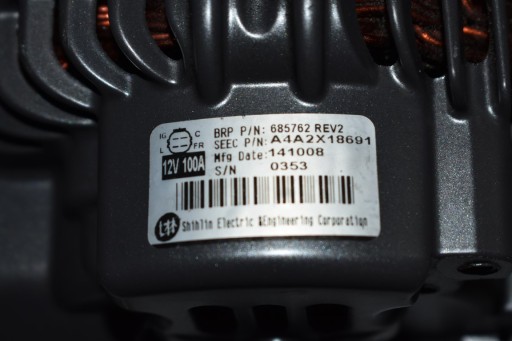 IG C
L FR
12V 100A
BRP P/N: 685762 REV2
SEEC P/N: A4A2X18691
Mfg Date: 141008
S/N 0353
Shihlin Electric &Engineering Corporation